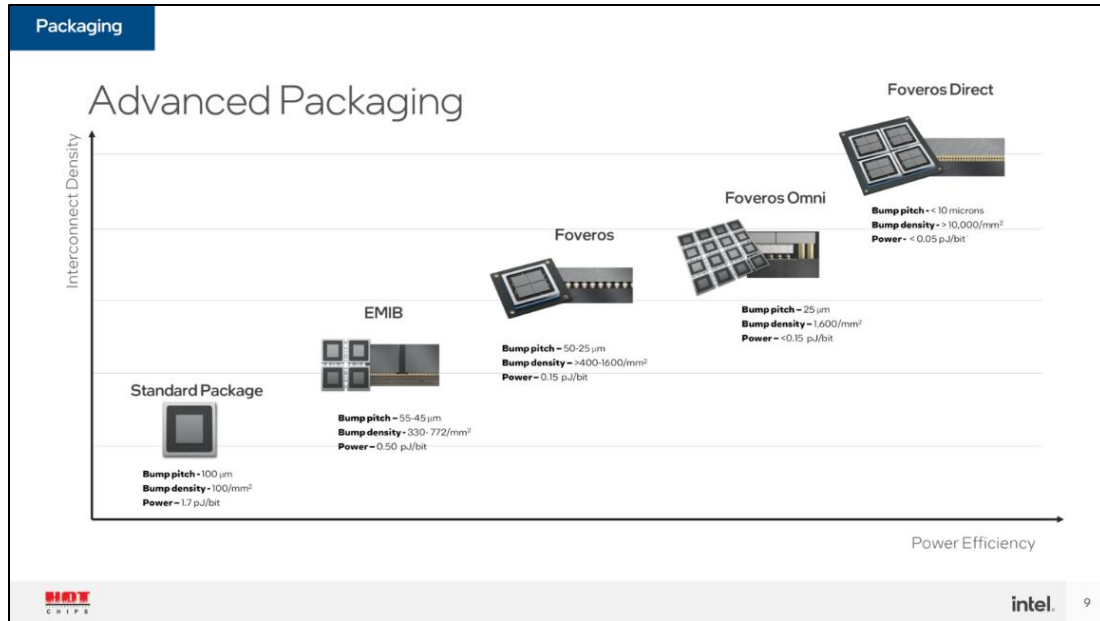 Packaging
Advanced Packaging
Interconnect Density
Foveros Direct
Bump pitch - < 10 microns
Bump density - > 10,000/mm²
Power - < 0.05 pJ/bit
Foveros Omni
Bump pitch – 25 μm
Bump density – 1,600/mm²
Power – <0.15 pJ/bit
Foveros
Bump pitch – 50-25 μm
Bump density – >400-1600/mm²
Power – 0.15 pJ/bit
EMIB
Bump pitch – 55-45 μm
Bump density - 330-772/mm²
Power – 0.50 pJ/bit
Standard Package
Bump pitch - 100 μm
Bump density - 100/mm²
Power – 1.7 pJ/bit
Power Efficiency
HOT
CHIPS
intel.
9